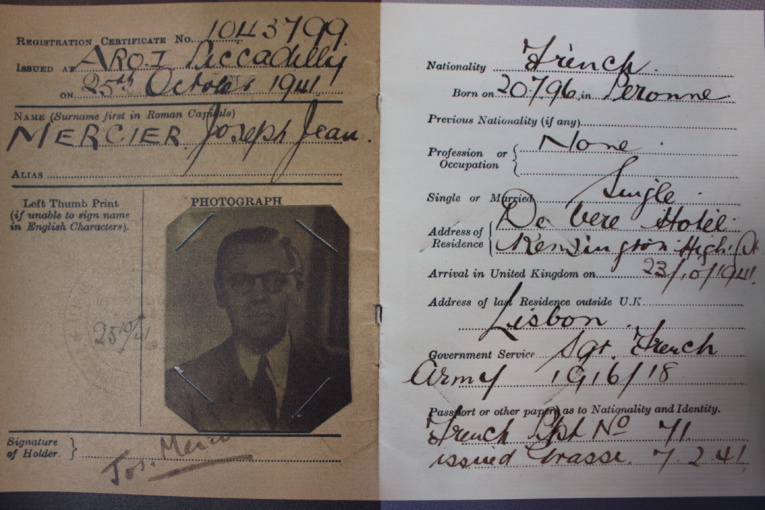 REGISTRATION CERTIFICATE No. 1043799
ISSUED AT ARO-I Piccadilly
ON 25th October 1941
NAME (Surname first in Roman Capitals)
MERCIER. Joseph Jean.
ALIAS
Left Thumb Print
(if unable to sign name
in English Characters).
PHOTOGRAPH
25/10/41
Signature
of Holder. }
Jos. Mercier
Nationality French
Born on 20/7/96 in Peronne
Previous Nationality (if any)
Profession or
Occupation { None
Single or Married Single
Address of
Residence { De Vere Hotel
Kensington High St
Arrival in United Kingdom on 23/10/1941
Address of last Residence outside U.K.
Lisbon.
Government Service Sgt. French
Army 1916/18
Passport or other papers as to Nationality and Identity.
French Ppt No 71
issued Grasse. 7.2.41